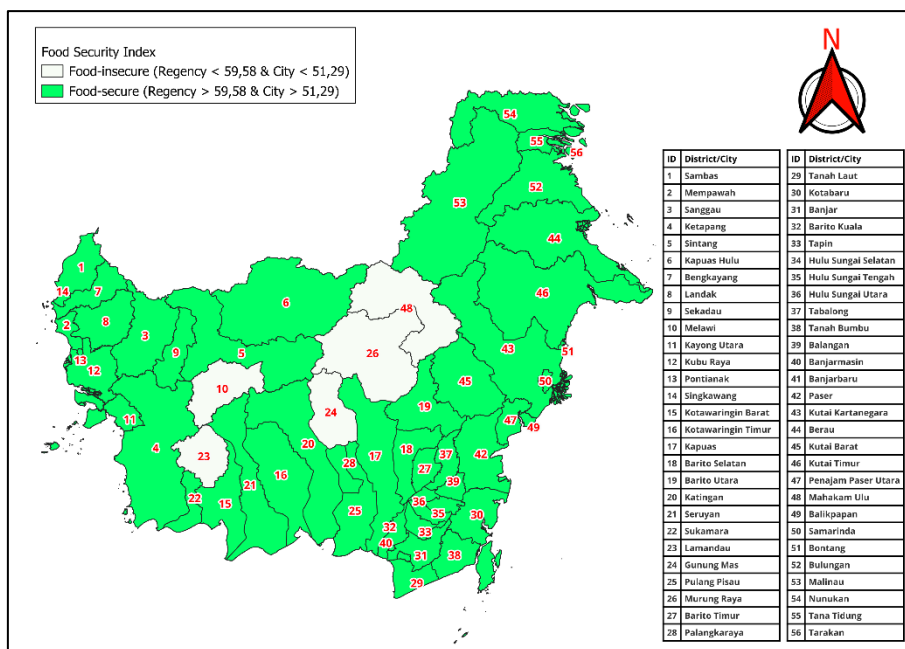 Food Security Index
Food-insecure (Regency < 59,58 & City < 51,29)
Food-secure (Regency > 59,58 & City > 51,29)
N
54
55
56
52
53
44
48
46
6
1
14
7
2
8
3
9
5
26
43
51
13
12
10
45
50
24
19
11
47
49
4
20
23
28
17
18
37
42
27
21
16
39
22
15
25
36
35
30
32
33
40
31
38
29
ID District/City
1 Sambas
2 Mempawah
3 Sanggau
4 Ketapang
5 Sintang
6 Kapuas Hulu
7 Bengkayang
8 Landak
9 Sekadau
10 Melawi
11 Kayong Utara
12 Kubu Raya
13 Pontianak
14 Singkawang
15 Kotawaringin Barat
16 Kotawaringin Timur
17 Kapuas
18 Barito Selatan
19 Barito Utara
20 Katingan
21 Seruyan
22 Sukamara
23 Lamandau
24 Gunung Mas
25 Pulang Pisau
26 Murung Raya
27 Barito Timur
28 Palangkaraya
ID District/City
29 Tanah Laut
30 Kotabaru
31 Banjar
32 Barito Kuala
33 Tapin
34 Hulu Sungai Selatan
35 Hulu Sungai Tengah
36 Hulu Sungai Utara
37 Tabalong
38 Tanah Bumbu
39 Balangan
40 Banjarmasin
41 Banjarbaru
42 Paser
43 Kutai Kartanegara
44 Berau
45 Kutai Barat
46 Kutai Timur
47 Penajam Paser Utara
48 Mahakam Ulu
49 Balikpapan
50 Samarinda
51 Bontang
52 Bulungan
53 Malinau
54 Nunukan
55 Tana Tidung
56 Tarakan